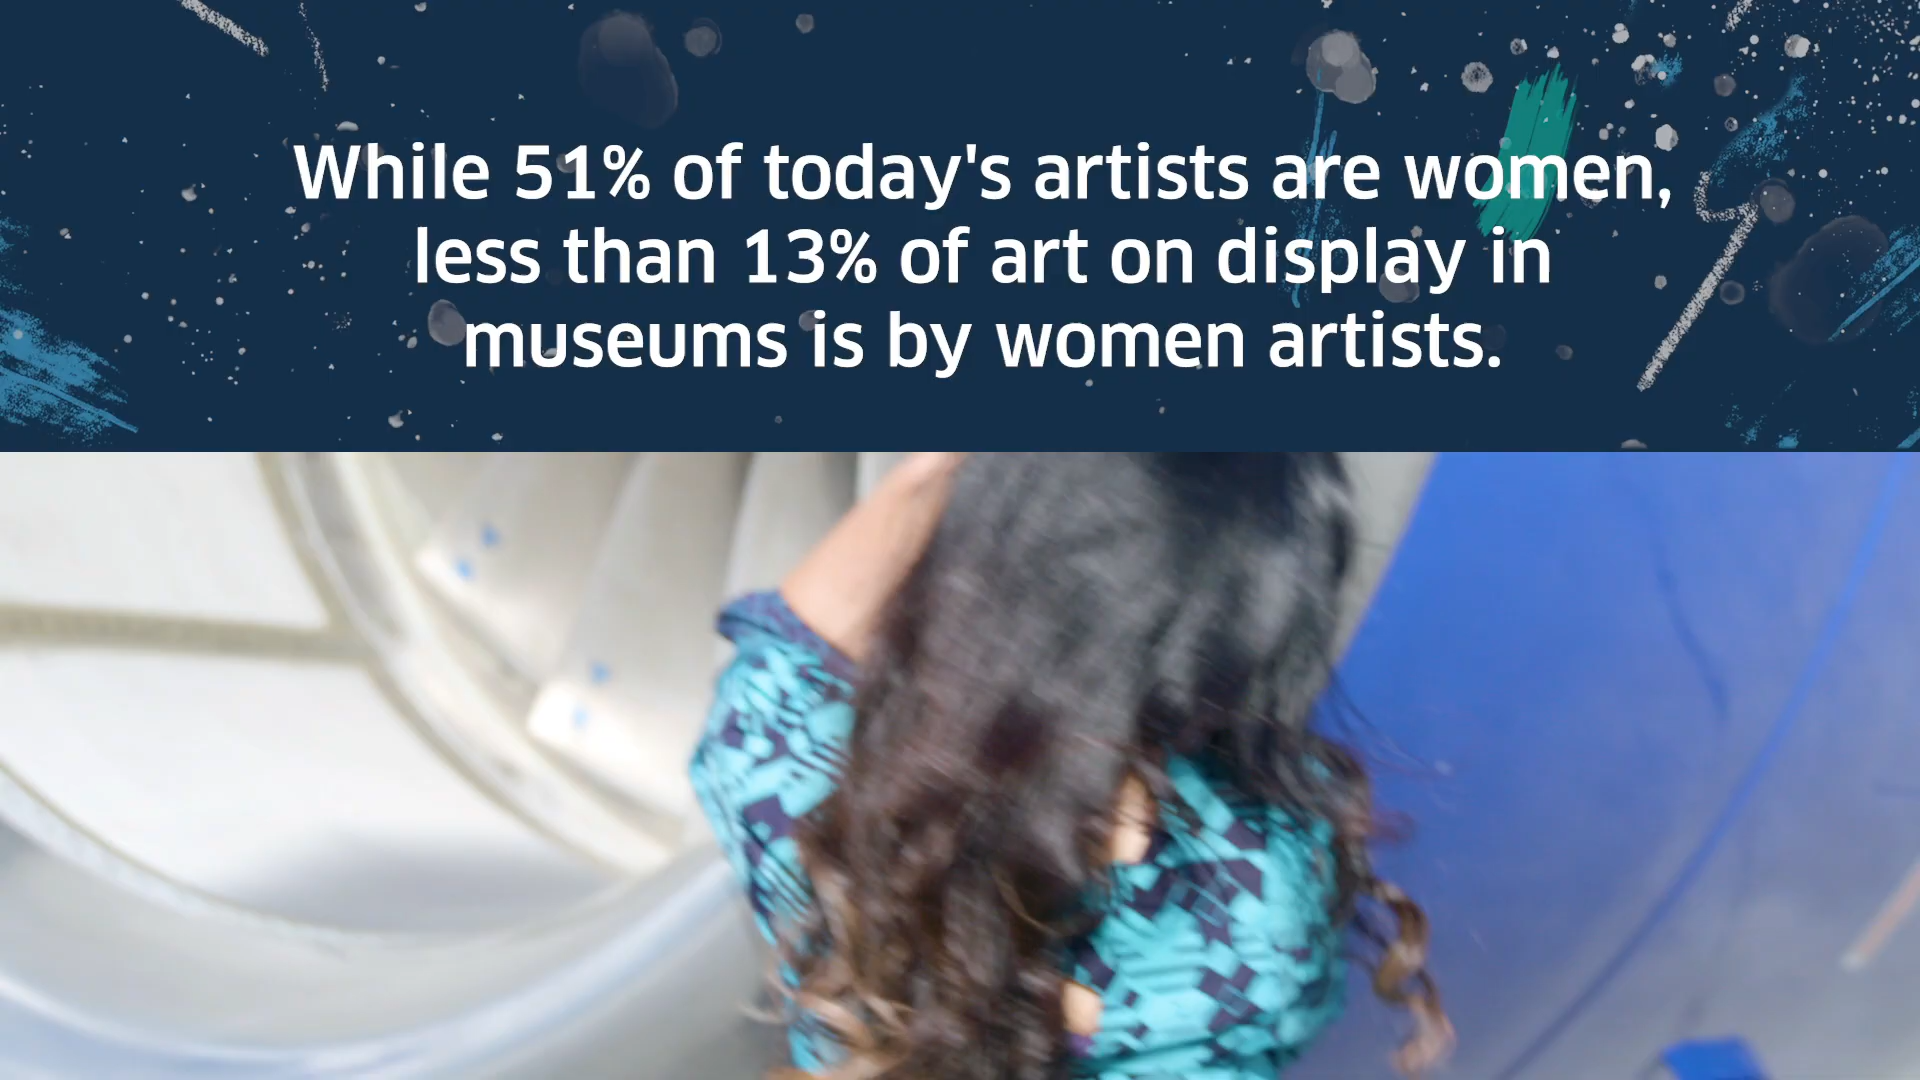 While 51% of today's artists are women,
less than 13% of art on display in
museums is by women artists.